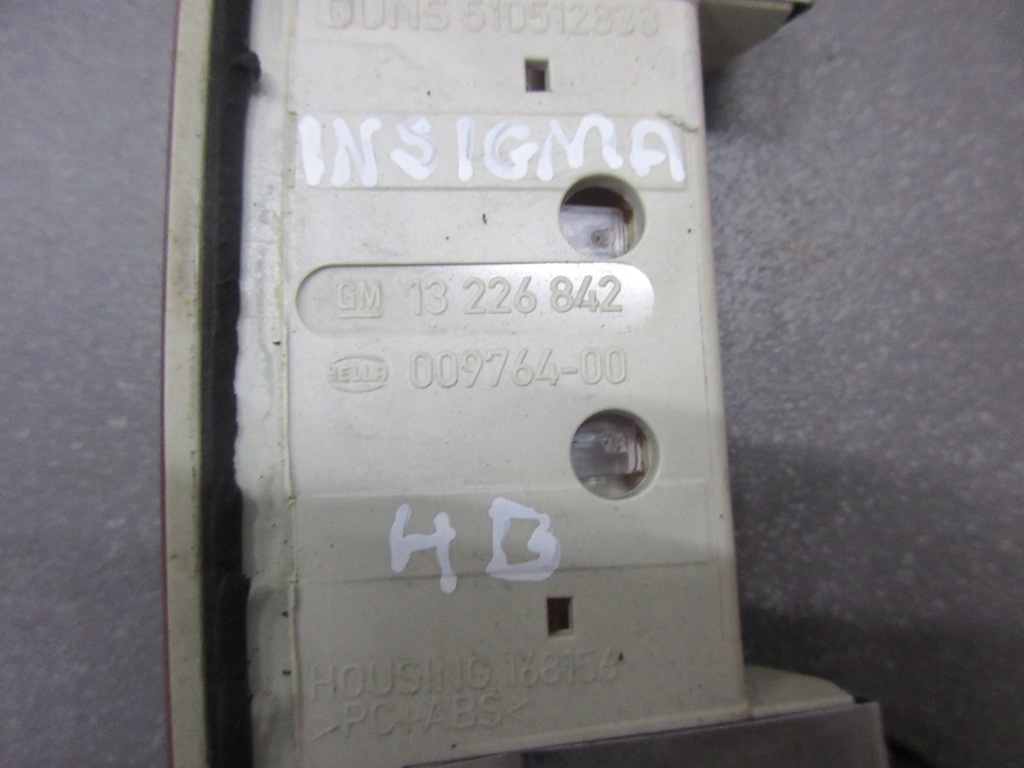 DUNS 510512838
INSIGMA
GM 13 226 842
HELLA 009764-00
HB
HOUSING 168156
>PC+ABS<